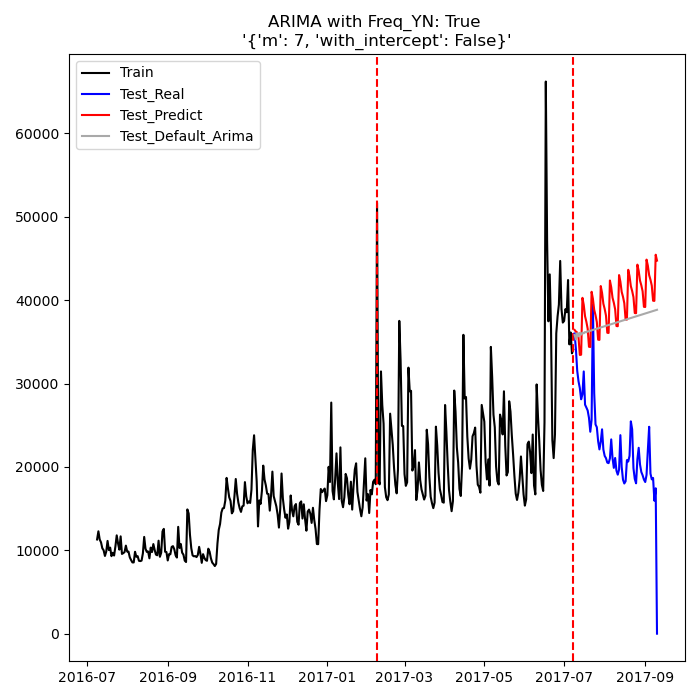 ARIMA with Freq_YN: True
'{'m': 7, 'with_intercept': False}'
Train
Test_Real
Test_Predict
Test_Default_Arima
60000
50000
40000
30000
20000
10000
0
2016-07 2016-09 2016-11 2017-01 2017-03 2017-05 2017-07 2017-09